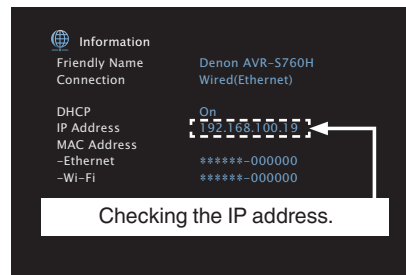 Information
Friendly Name Denon AVR-S760H
Connection Wired(Ethernet)
DHCP On
IP Address 192.168.100.19
MAC Address
-Ethernet ******-000000
-Wi-Fi ******-000000
Checking the IP address.